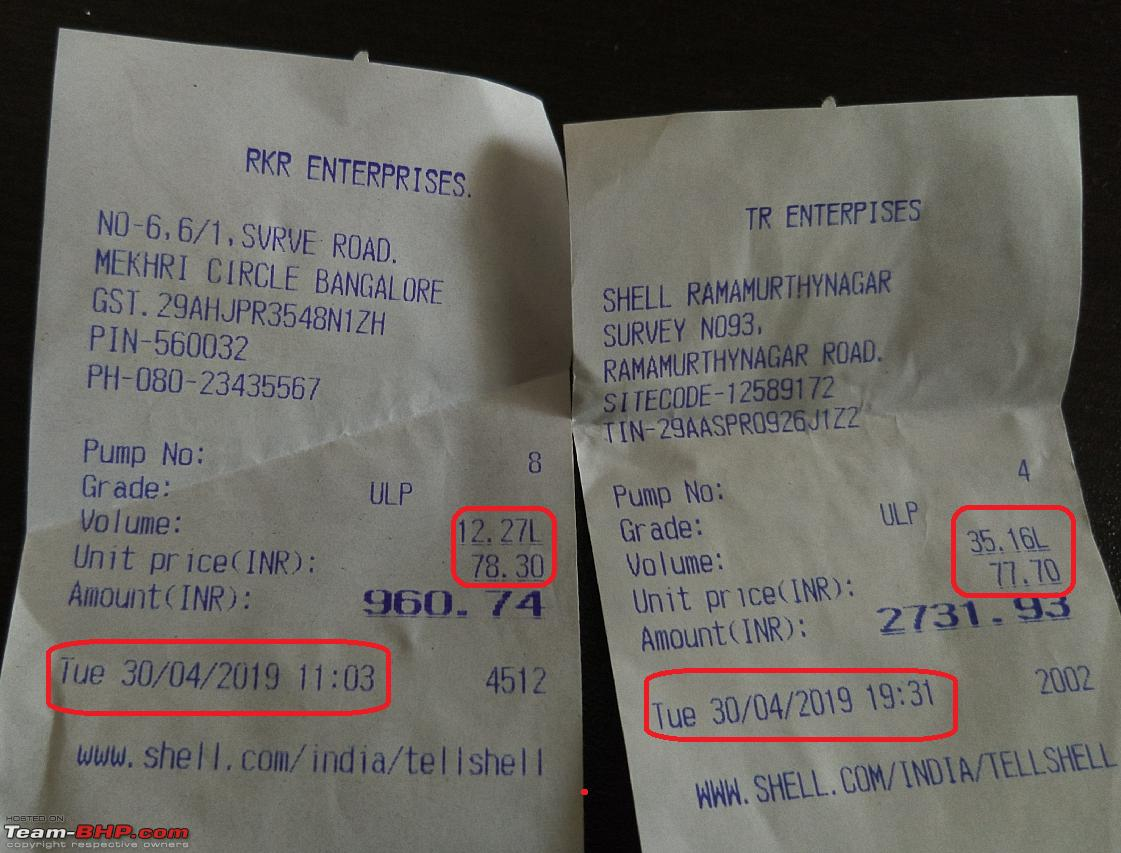 RKR ENTERPRISES.
NO-6,6/1,SVRVE ROAD.
MEKHRI CIRCLE BANGALORE
GST.29AHJPR3548N1ZH
PIN-560032
PH-080-23435567
Pump No: 8
Grade: ULP
Volume: 12.27L
Unit price(INR): 78.30
Amount(INR): 960.74
Tue 30/04/2019 11:03 4512
www.shell.com/india/tellshell
TR ENTERPISES
SHELL RAMAMURTHYNAGAR
SURVEY NO93,
RAMAMURTHYNAGAR ROAD.
SITECODE-12589172
TIN-29AASPR0926J1Z2
Pump No: 4
Grade: ULP
Volume: 35.16L
Unit price(INR): 77.70
Amount(INR): 2731.93
Tue 30/04/2019 19:31 2002
WWW.SHELL.COM/INDIA/TELLSHELL
HOSTED ON
Team-BHP.com
copyright respective owners